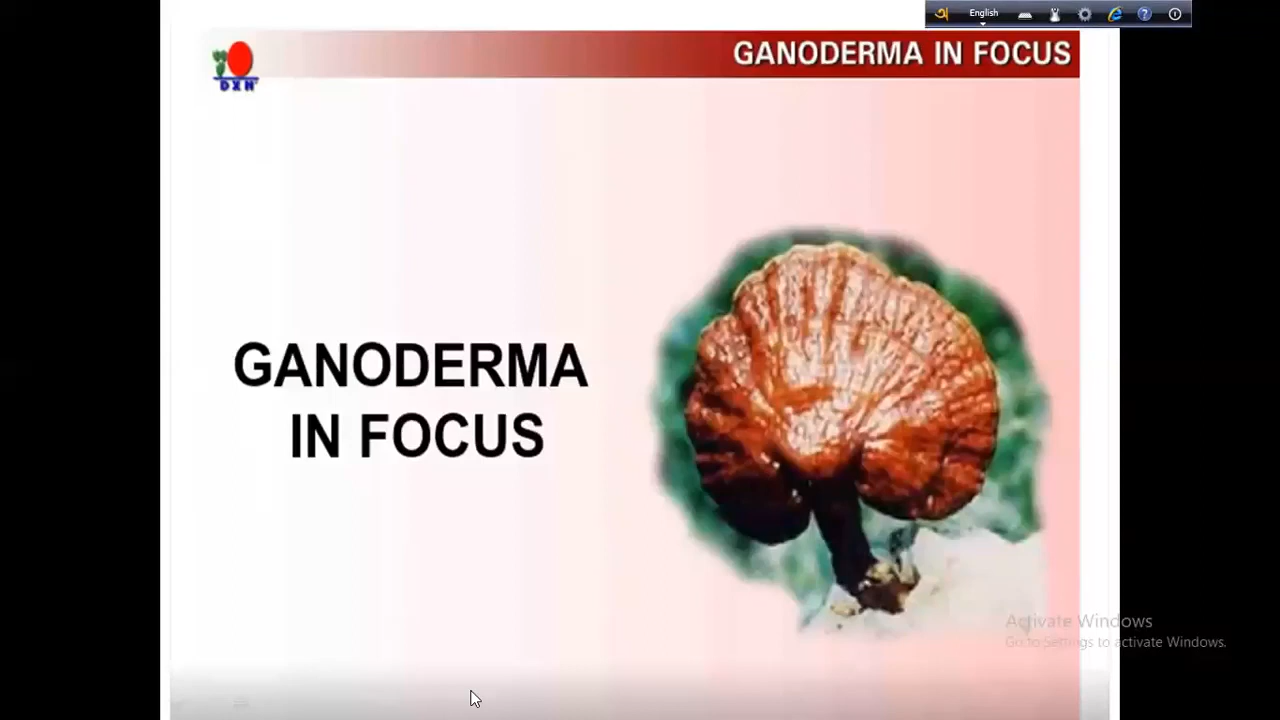 অ English
GANODERMA IN FOCUS
DXN
GANODERMA
IN FOCUS
Activate Windows
Go to Settings to activate Windows.